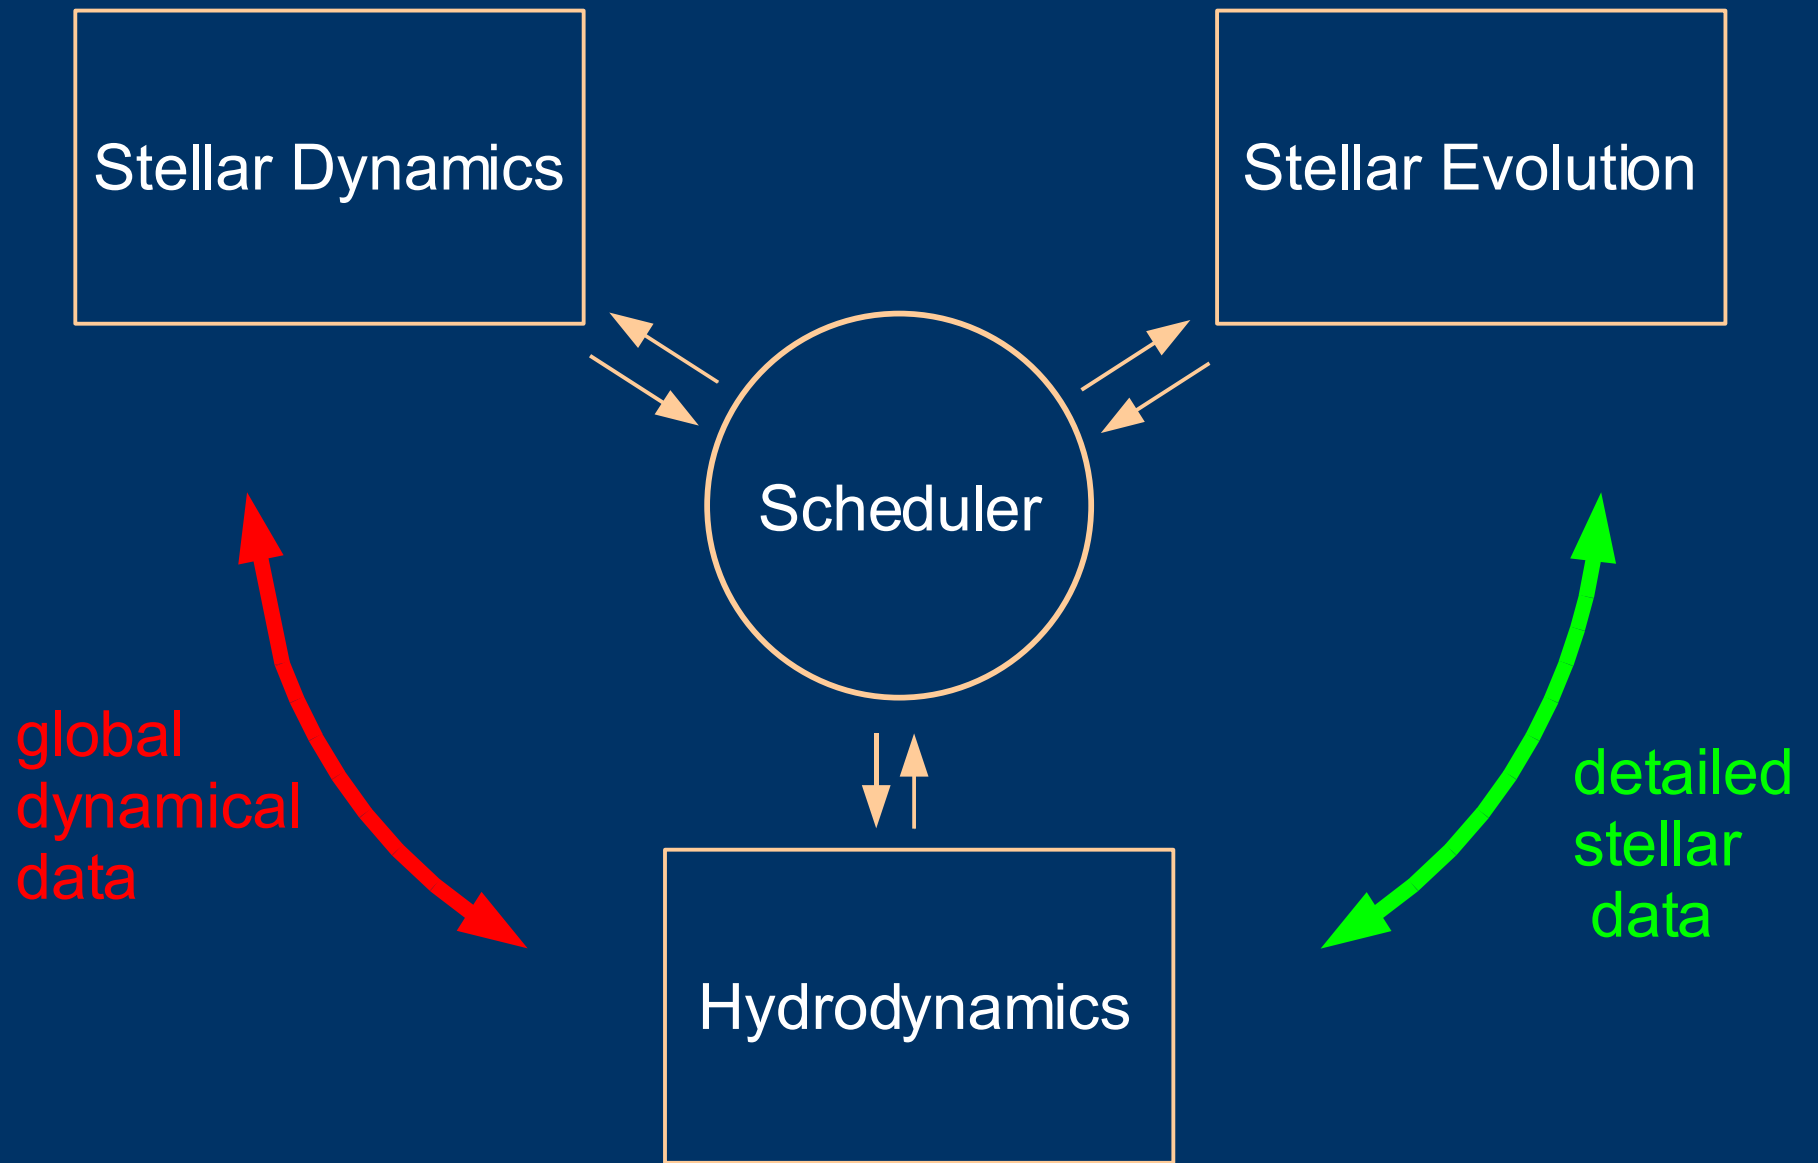 Stellar Dynamics
Stellar Evolution
Scheduler
global
dynamical
data
detailed
stellar
data
Hydrodynamics